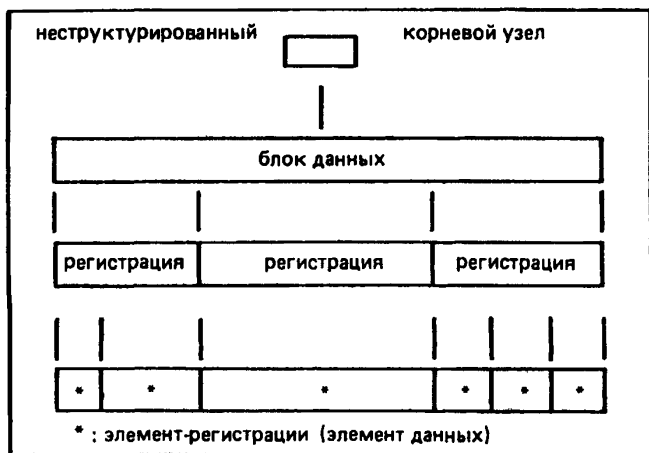 неструктурированный корневой узел
блок данных
регистрация регистрация регистрация
* * * * * *
* : элемент-регистрации (элемент данных)